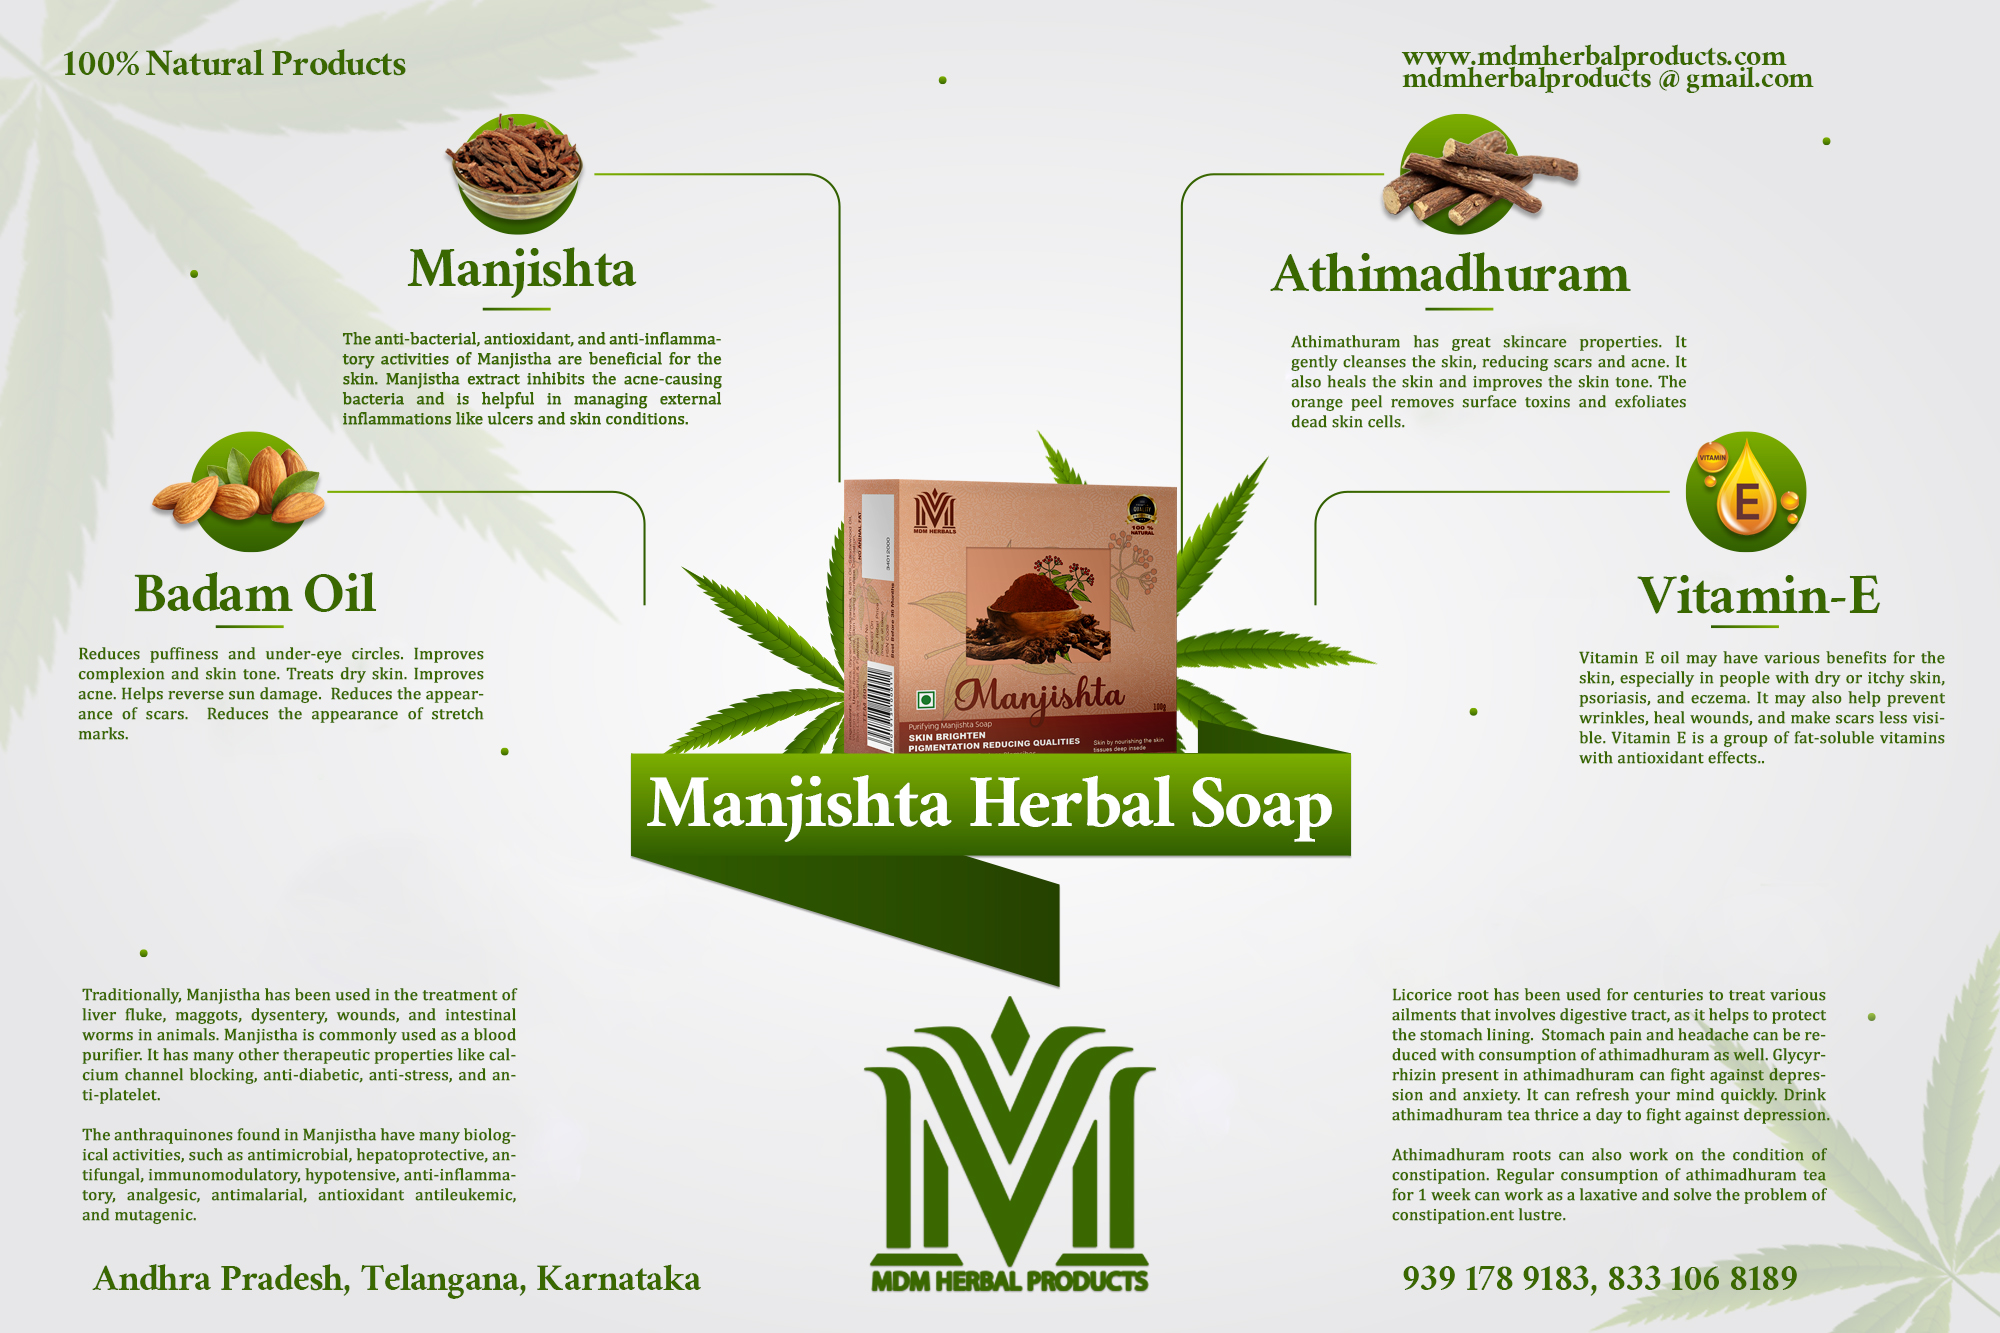 100% Natural Products
www.mdmherbalproducts.com
mdmherbalproducts @ gmail.com
Manjishta
The anti-bacterial, antioxidant, and anti-inflamma-
tory activities of Manjistha are beneficial for the
skin. Manjistha extract inhibits the acne-causing
bacteria and is helpful in managing external
inflammations like ulcers and skin conditions.
Athimadhuram
Athimathuram has great skincare properties. It
gently cleanses the skin, reducing scars and acne. It
also heals the skin and improves the skin tone. The
orange peel removes surface toxins and exfoliates
dead skin cells.
Badam Oil
Reduces puffiness and under-eye circles. Improves
complexion and skin tone. Treats dry skin. Improves
acne. Helps reverse sun damage. Reduces the appear-
ance of scars. Reduces the appearance of stretch
marks.
VITAMIN
E
Vitamin-E
Vitamin E oil may have various benefits for the
skin, especially in people with dry or itchy skin,
psoriasis, and eczema. It may also help prevent
wrinkles, heal wounds, and make scars less visi-
ble. Vitamin E is a group of fat-soluble vitamins
with antioxidant effects..
MDM HERBALS
QUALITY
100 %
NATURAL
Manjishta
100g
Purifying Manjishta Soap
SKIN BRIGHTEN
PIGMENTATION REDUCING QUALITIES
Skin by nourishing the skin
tissues deep insede
Manjishta Herbal Soap
Traditionally, Manjistha has been used in the treatment of
liver fluke, maggots, dysentery, wounds, and intestinal
worms in animals. Manjistha is commonly used as a blood
purifier. It has many other therapeutic properties like cal-
cium channel blocking, anti-diabetic, anti-stress, and an-
ti-platelet.
The anthraquinones found in Manjistha have many biolog-
ical activities, such as antimicrobial, hepatoprotective, an-
tifungal, immunomodulatory, hypotensive, anti-inflamma-
tory, analgesic, antimalarial, antioxidant antileukemic,
and mutagenic.
Licorice root has been used for centuries to treat various
ailments that involves digestive tract, as it helps to protect
the stomach lining. Stomach pain and headache can be re-
duced with consumption of athimadhuram as well. Glycyr-
rhizin present in athimadhuram can fight against depres-
sion and anxiety. It can refresh your mind quickly. Drink
athimadhuram tea thrice a day to fight against depression.
Athimadhuram roots can also work on the condition of
constipation. Regular consumption of athimadhuram tea
for 1 week can work as a laxative and solve the problem of
constipation.ent lustre.
MDM HERBAL PRODUCTS
Andhra Pradesh, Telangana, Karnataka
939 178 9183, 833 106 8189